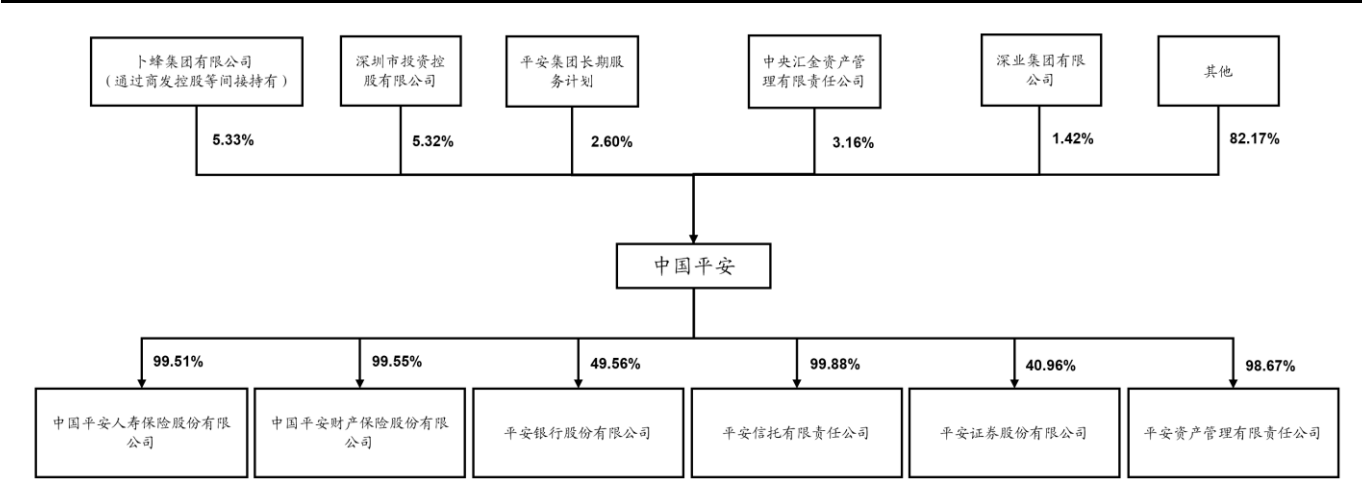 卜蜂集团有限公司
(通过商发控股等间接持有)
深圳市投资控
股有限公司
平安集团长期服
务计划
中央汇金资产管
理有限责任公司
深业集团有限
公司
其他
5.33%
5.32%
2.60%
3.16%
1.42%
82.17%
中国平安
99.51%
99.55%
49.56%
99.88%
40.96%
98.67%
中国平安人寿保险股份有限
公司
中国平安财产保险股份有限
公司
平安银行股份有限公司
平安信托有限责任公司
平安证券股份有限公司
平安资产管理有限责任公司